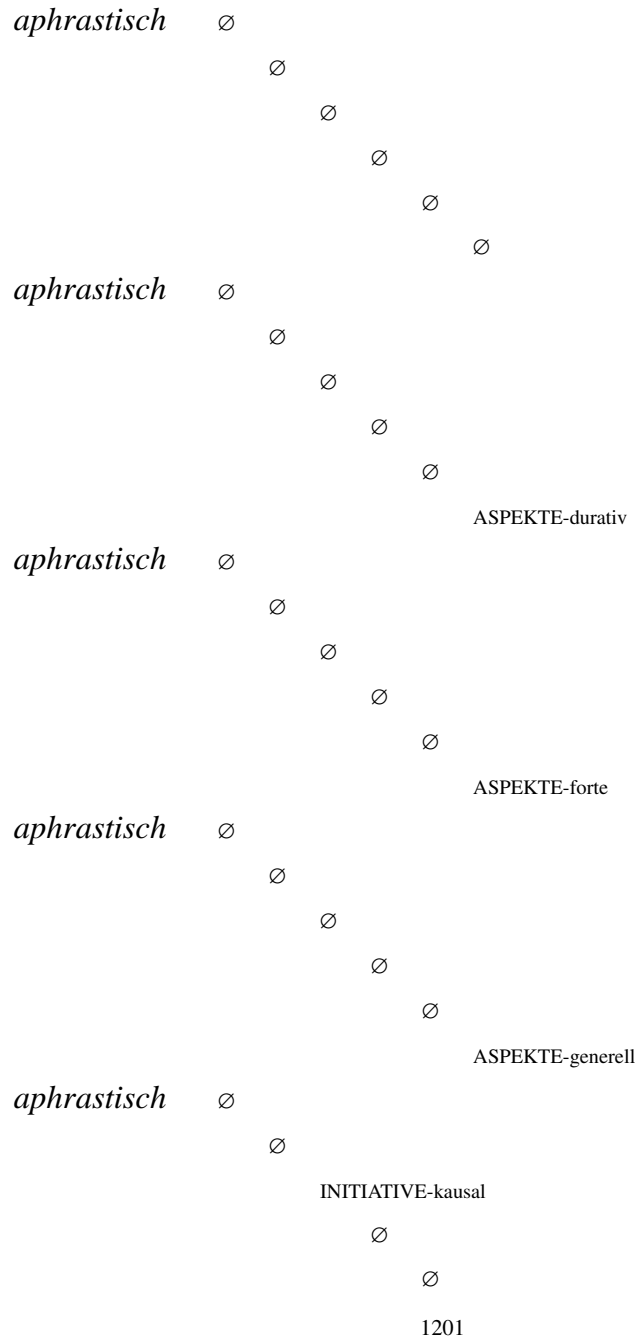 aphrastisch ∅
∅
∅
∅
∅
∅
aphrastisch ∅
∅
∅
∅
∅
ASPEKTE-durativ
aphrastisch ∅
∅
∅
∅
∅
ASPEKTE-forte
aphrastisch ∅
∅
∅
∅
∅
ASPEKTE-generell
aphrastisch ∅
∅
INITIATIVE-kausal
∅
∅
1201